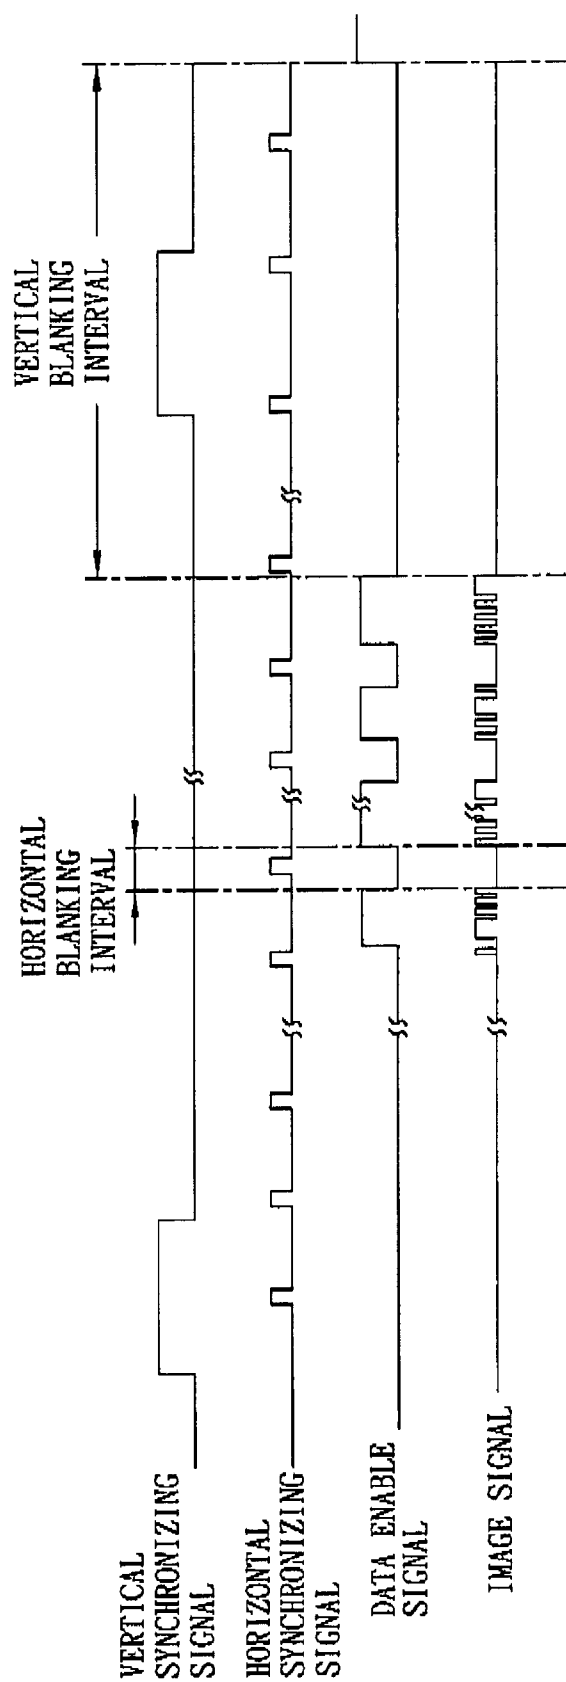 VERTICAL
SYNCHRONIZING
SIGNAL
HORIZONTAL
SYNCHRONIZING
SIGNAL
DATA ENABLE
SIGNAL
IMAGE SIGNAL
HORIZONTAL
BLANKING
INTERVAL
VERTICAL
BLANKING
INTERVAL